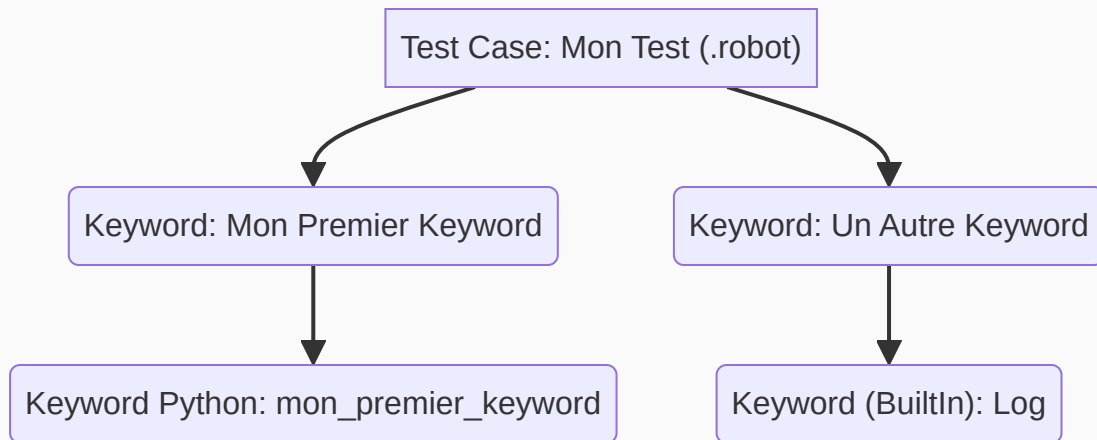 Test Case: Mon Test (.robot)
Keyword: Mon Premier Keyword
Keyword: Un Autre Keyword
Keyword Python: mon_premier_keyword
Keyword (BuiltIn): Log